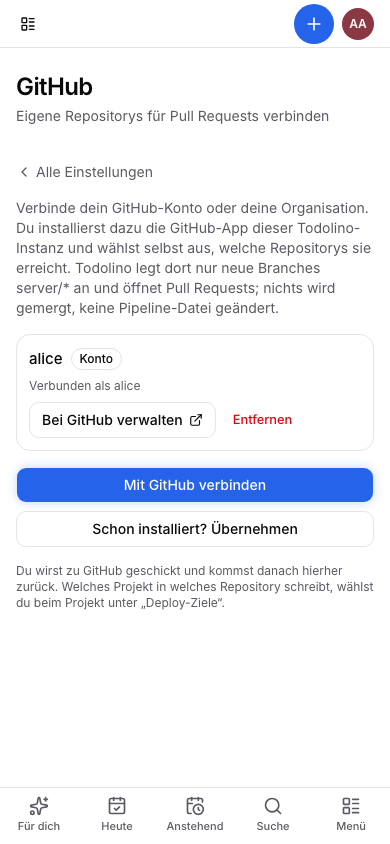 AA
GitHub
Eigene Repositorys für Pull Requests verbinden
Alle Einstellungen
Verbinde dein GitHub-Konto oder deine Organisation.
Du installierst dazu die GitHub-App dieser Todolino-
Instanz und wählst selbst aus, welche Repositorys sie
erreicht. Todolino legt dort nur neue Branches
server/* an und öffnet Pull Requests; nichts wird
gemergt, keine Pipeline-Datei geändert.
alice Konto
Verbunden als alice
Bei GitHub verwalten Entfernen
Mit GitHub verbinden
Schon installiert? Übernehmen
Du wirst zu GitHub geschickt und kommst danach hierher
zurück. Welches Projekt in welches Repository schreibt, wählst
du beim Projekt unter „Deploy-Ziele“.
Für dich Heute Anstehend Suche Menü